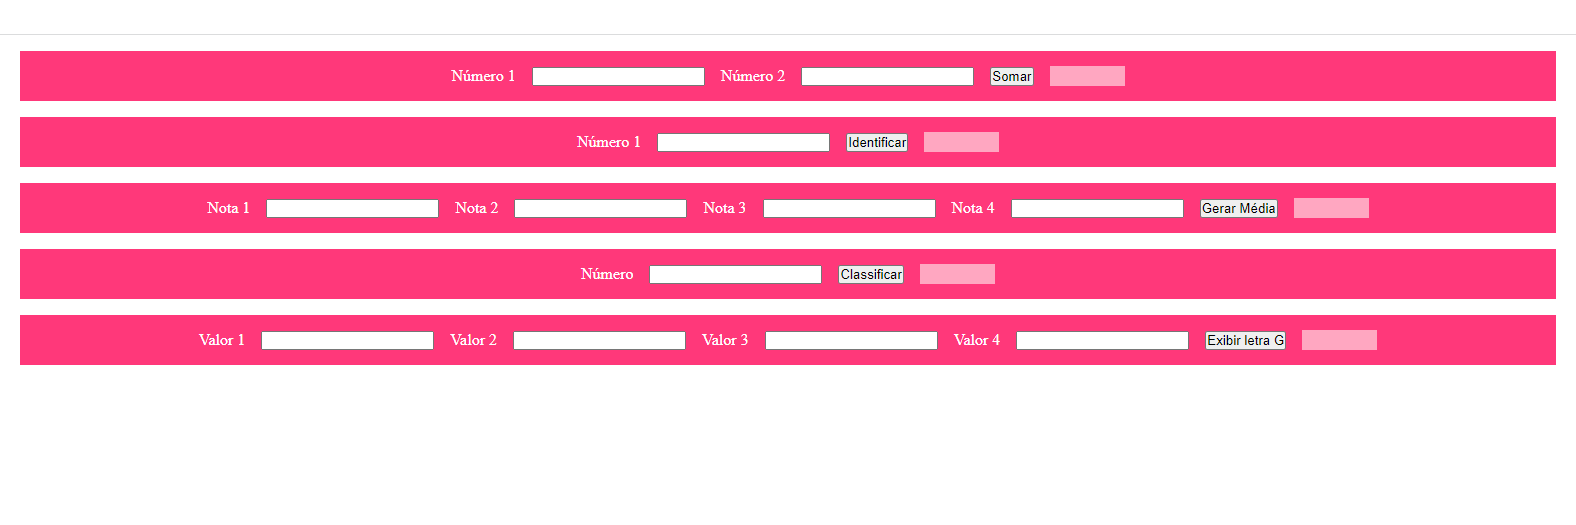 Número 1 Número 2 Somar
Número 1 Identificar
Nota 1 Nota 2 Nota 3 Nota 4 Gerar Média
Número Classificar
Valor 1 Valor 2 Valor 3 Valor 4 Exibir letra G